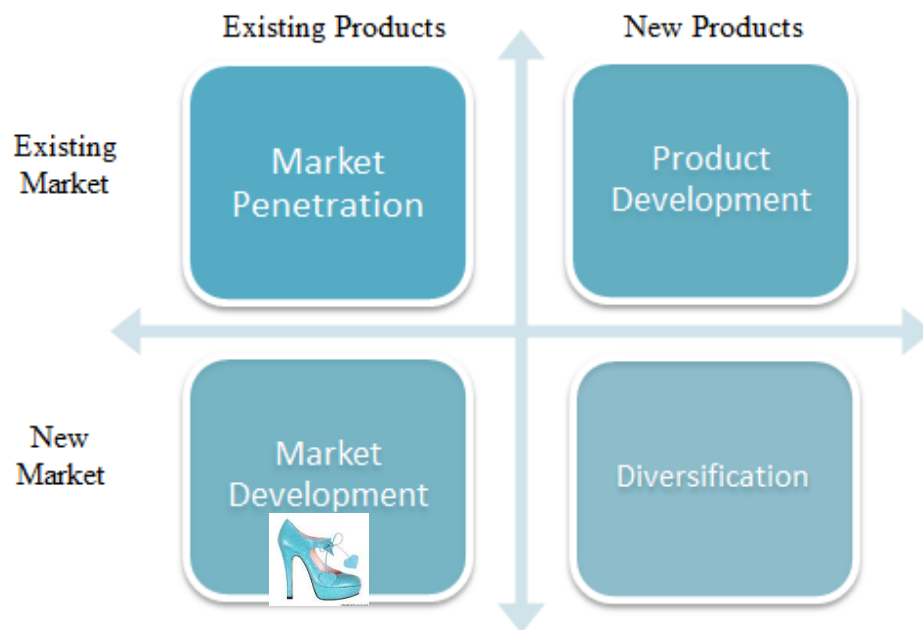 Existing Products
New Products
Existing
Market
Market
Penetration
Product
Development
New
Market
Market
Development
Diversification